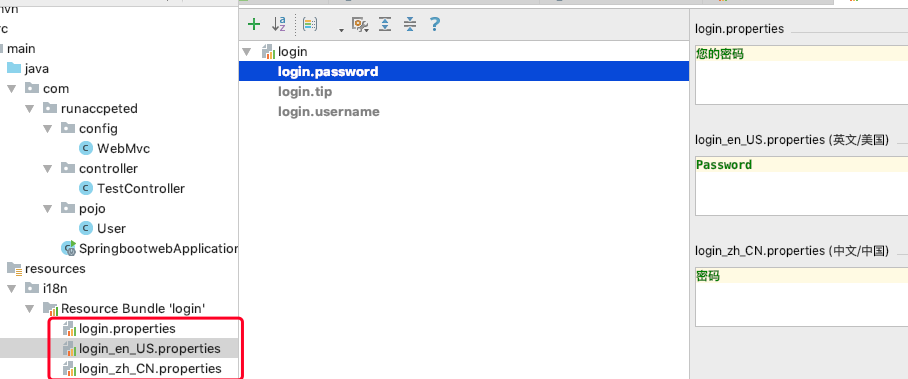 main
java
com
runaccpeted
config
WebMvc
controller
TestController
pojo
User
SpringbootwebApplication
resources
i18n
Resource Bundle 'login'
login.properties
login_en_US.properties
login_zh_CN.properties
login
login.password
login.tip
login.username
login.properties
您的密码
login_en_US.properties (英文/美国)
Password
login_zh_CN.properties (中文/中国)
密码